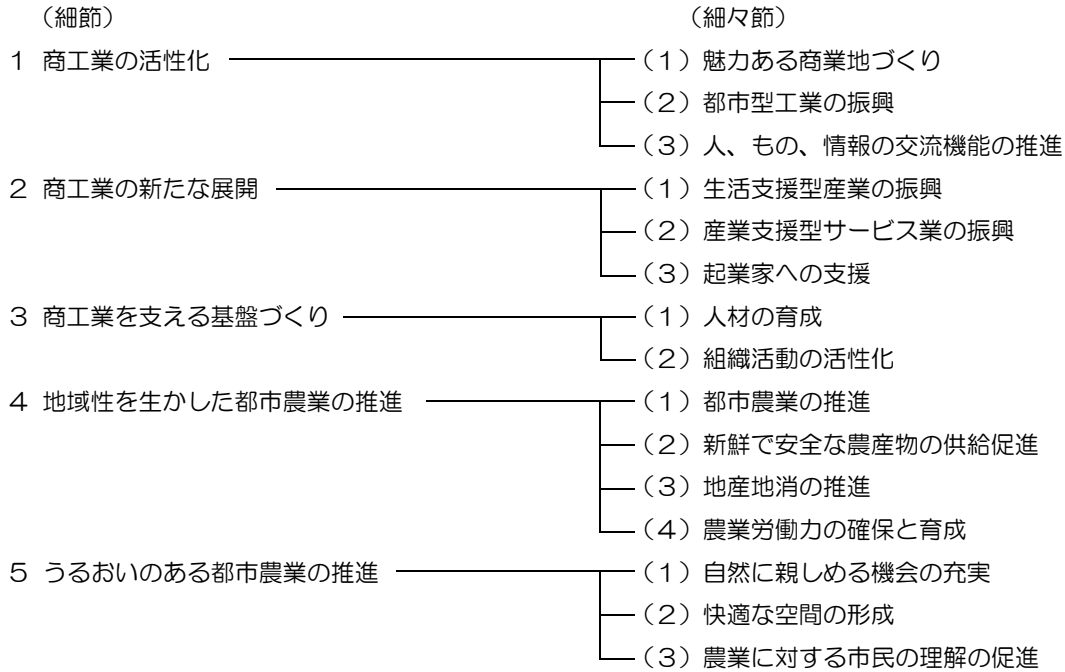 （細節） （細々節）
１ 商工業の活性化 （１）魅力ある商業地づくり
（２）都市型工業の振興
（３）人、もの、情報の交流機能の推進
２ 商工業の新たな展開 （１）生活支援型産業の振興
（２）産業支援型サービス業の振興
（３）起業家への支援
３ 商工業を支える基盤づくり （１）人材の育成
（２）組織活動の活性化
４ 地域性を生かした都市農業の推進 （１）都市農業の推進
（２）新鮮で安全な農産物の供給促進
（３）地産地消の推進
（４）農業労働力の確保と育成
５ うるおいのある都市農業の推進 （１）自然に親しめる機会の充実
（２）快適な空間の形成
（３）農業に対する市民の理解の促進